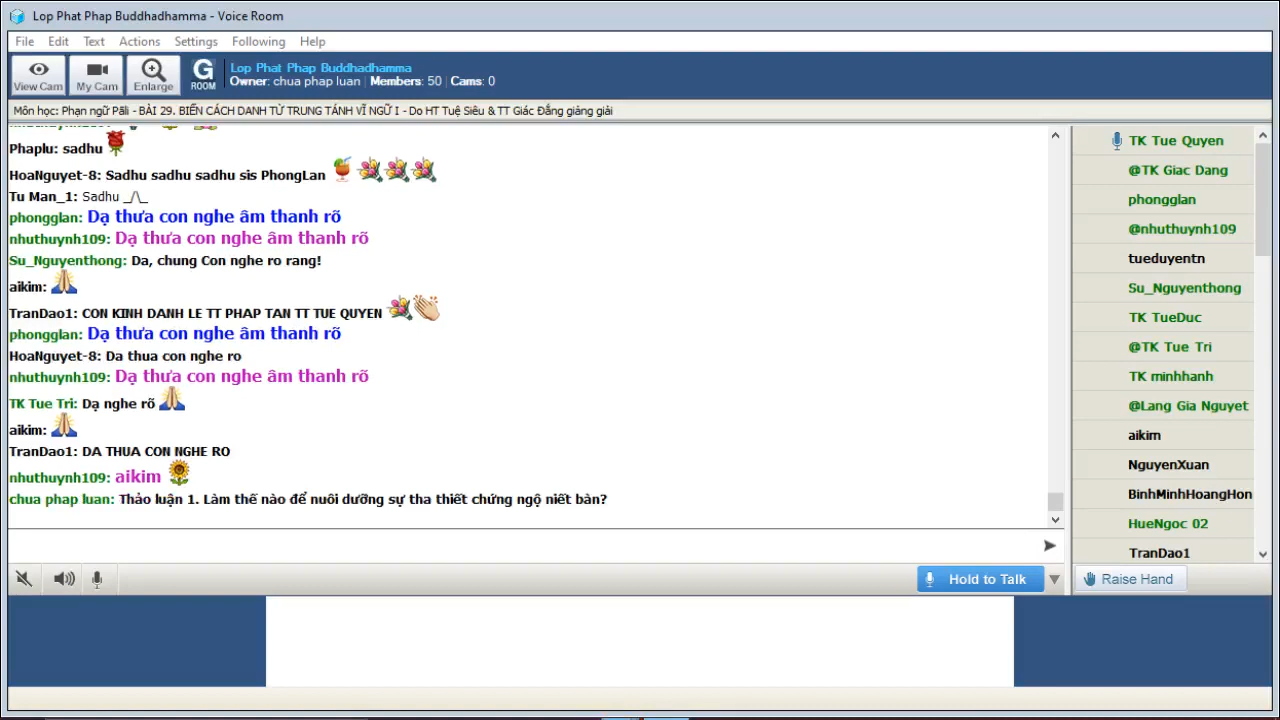 Lop Phat Phap Buddhadhamma - Voice Room
File Edit Text Actions Settings Following Help
View Cam My Cam Enlarge G ROOM
Lop Phat Phap Buddhadhamma
Owner: chua phap luan Members: 50 Cams: 0
Môn học: Phạn ngữ Pāli - BÀI 29. BIẾN CÁCH DANH TỪ TRUNG TÁNH VĨ NGỮ I - Do HT Tuệ Siêu & TT Giác Đẳng giảng giải
Phaplu: sadhu
HoaNguyet-8: Sadhu sadhu sadhu sis PhongLan
Tu Man_1: Sadhu _/\_
phongglan: Dạ thưa con nghe âm thanh rõ
nhuthuynh109: Dạ thưa con nghe âm thanh rõ
Su_Nguyenthong: Da, chung Con nghe ro rang!
aikim:
TranDao1: CON KINH DANH LE TT PHAP TAN TT TUE QUYEN
phongglan: Dạ thưa con nghe âm thanh rõ
HoaNguyet-8: Da thua con nghe ro
nhuthuynh109: Dạ thưa con nghe âm thanh rõ
TK Tue Tri: Dạ nghe rõ
aikim:
TranDao1: DA THUA CON NGHE RO
nhuthuynh109: aikim
chua phap luan: Thảo luận 1. Làm thế nào để nuôi dưỡng sự tha thiết chứng ngộ niết bàn?
TK Tue Quyen
@TK Giac Dang
phongglan
@nhuthuynh109
tueduyentn
Su_Nguyenthong
TK TueDuc
@TK Tue Tri
TK minhhanh
@Lang Gia Nguyet
aikim
NguyenXuan
BinhMinhHoangHon
HueNgoc 02
TranDao1
Hold to Talk
Raise Hand